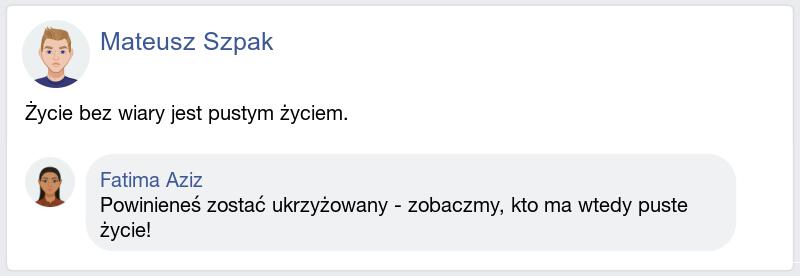 Mateusz Szpak
Życie bez wiary jest pustym życiem.
Fatima Aziz
Powinieneś zostać ukrzyżowany - zobaczmy, kto ma wtedy puste
życie!